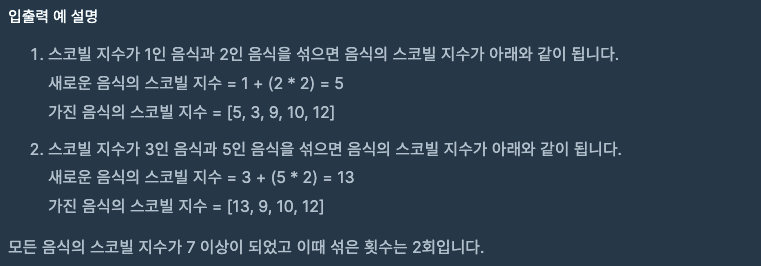 입출력 예 설명
1. 스코빌 지수가 1인 음식과 2인 음식을 섞으면 음식의 스코빌 지수가 아래와 같이 됩니다.
새로운 음식의 스코빌 지수 = 1 + (2 * 2) = 5
가진 음식의 스코빌 지수 = [5, 3, 9, 10, 12]
2. 스코빌 지수가 3인 음식과 5인 음식을 섞으면 음식의 스코빌 지수가 아래와 같이 됩니다.
새로운 음식의 스코빌 지수 = 3 + (5 * 2) = 13
가진 음식의 스코빌 지수 = [13, 9, 10, 12]
모든 음식의 스코빌 지수가 7 이상이 되었고 이때 섞은 횟수는 2회입니다.